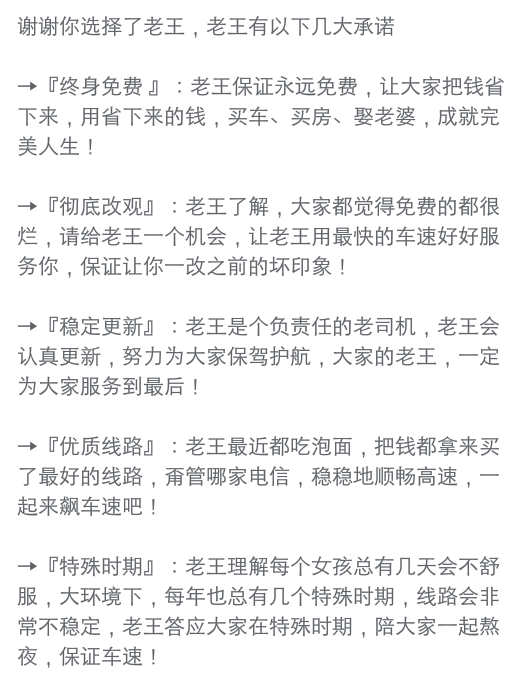 谢谢你选择了老王，老王有以下几大承诺
→『终身免费 』：老王保证永远免费，让大家把钱省
下来，用省下来的钱，买车、买房、娶老婆，成就完
美人生！
→『彻底改观』：老王了解，大家都觉得免费的都很
烂，请给老王一个机会，让老王用最快的车速好好服
务你，保证让你一改之前的坏印象！
→『稳定更新』：老王是个负责任的老司机，老王会
认真更新，努力为大家保驾护航，大家的老王，一定
为大家服务到最后！
→『优质线路』：老王最近都吃泡面，把钱都拿来买
了最好的线路，甭管哪家电信，稳稳地顺畅高速，一
起来飙车速吧！
→『特殊时期』：老王理解每个女孩总有几天会不舒
服，大环境下，每年也总有几个特殊时期，线路会非
常不稳定，老王答应大家在特殊时期，陪大家一起熬
夜，保证车速！